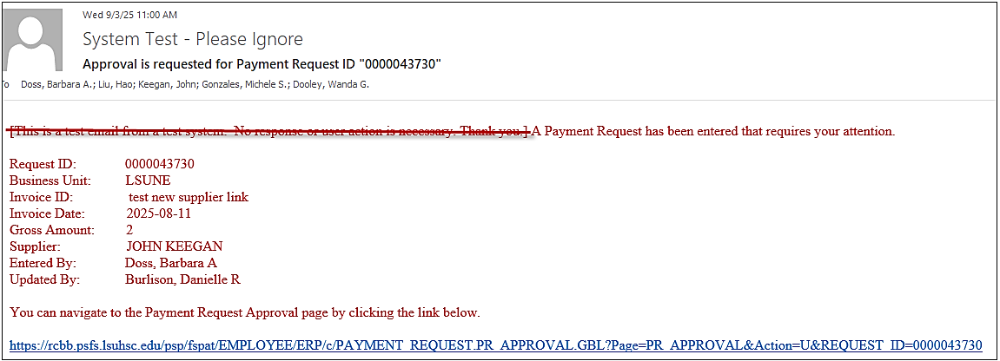 Wed 9/3/25 11:00 AM
System Test - Please Ignore
Approval is requested for Payment Request ID "0000043730"
To Doss, Barbara A.; Liu, Hao; Keegan, John; Gonzales, Michele S.; Dooley, Wanda G.
[This is a test email from a test system. No response or user action is necessary. Thank you.] A Payment Request has been entered that requires your attention.
Request ID: 0000043730
Business Unit: LSUNE
Invoice ID: test new supplier link
Invoice Date: 2025-08-11
Gross Amount: 2
Supplier: JOHN KEEGAN
Entered By: Doss, Barbara A
Updated By: Burlison, Danielle R
You can navigate to the Payment Request Approval page by clicking the link below.
https://rcbb.psfs.lsuhsc.edu/psp/fspat/EMPLOYEE/ERP/c/PAYMENT_REQUEST.PR_APPROVAL.GBL?Page=PR_APPROVAL&Action=U&REQUEST_ID=0000043730